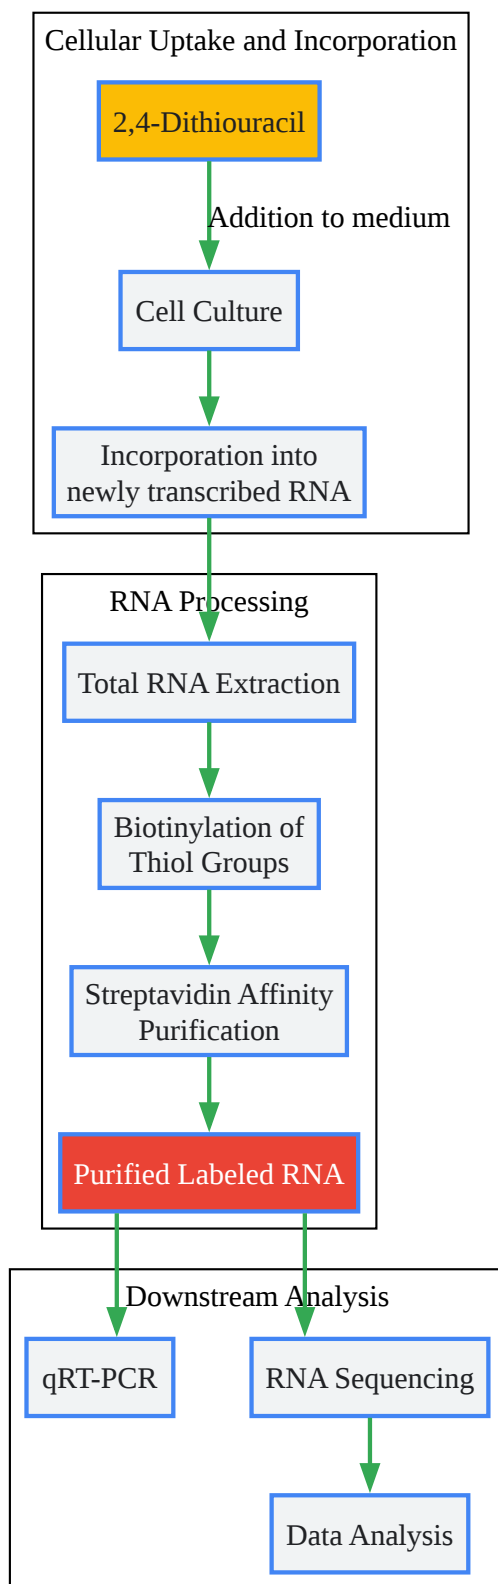 Cellular Uptake and Incorporation
2,4-Dithiouracil
Addition to medium
Cell Culture
Incorporation into
newly transcribed RNA
RNA Processing
Total RNA Extraction
Biotinylation of
Thiol Groups
Streptavidin Affinity
Purification
Purified Labeled RNA
Downstream Analysis
qRT-PCR
RNA Sequencing
Data Analysis